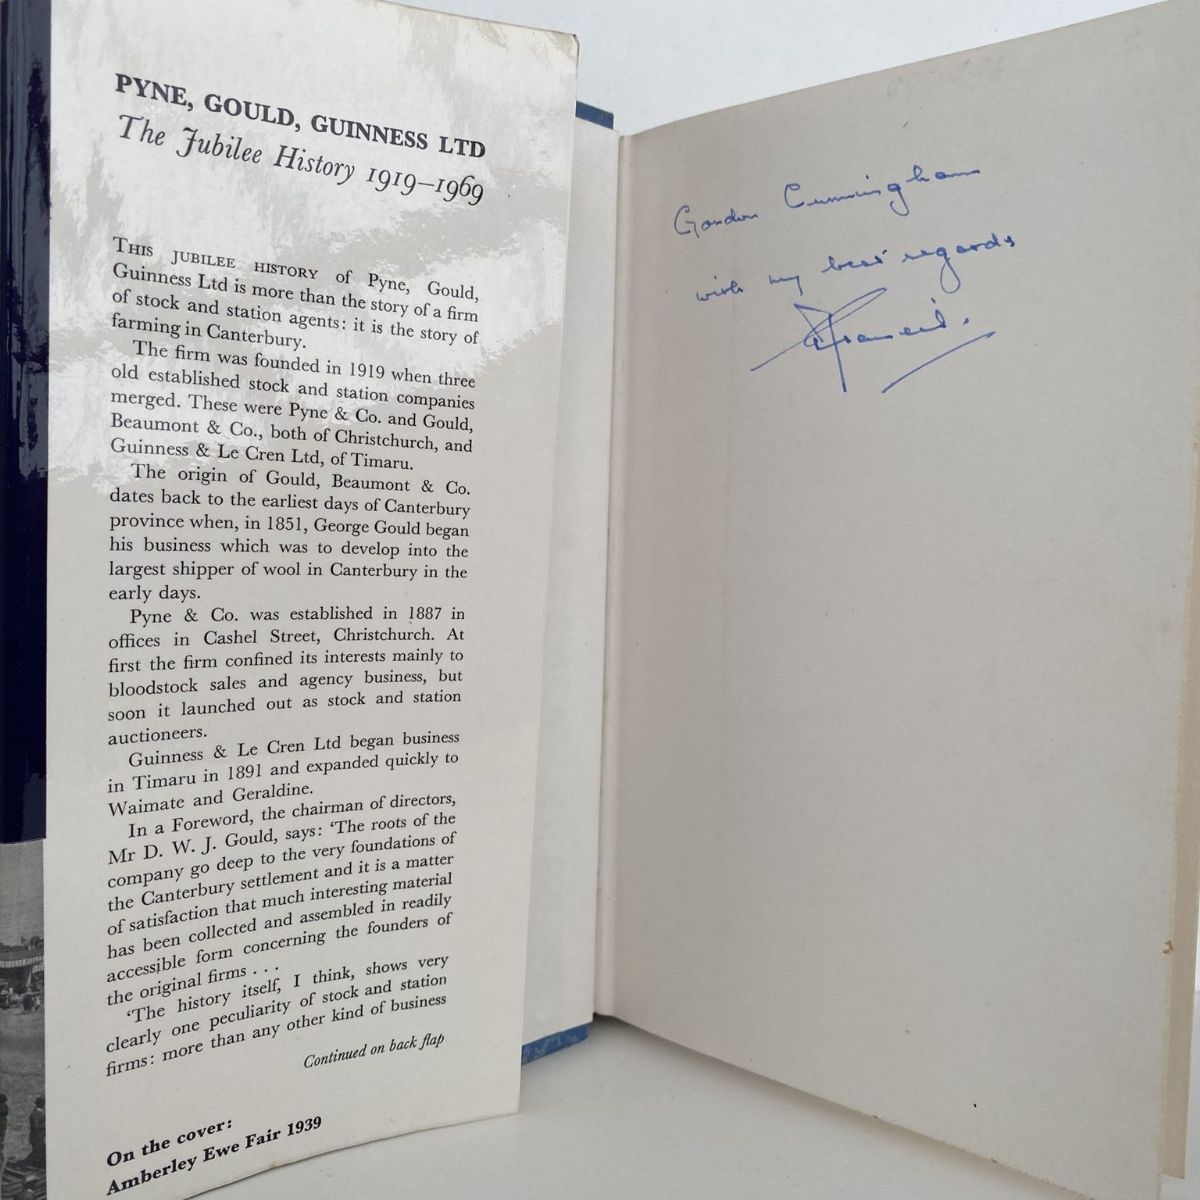 PYNE, GOULD, GUINNESS LTD
The Jubilee History 1919–1969
THIS JUBILEE HISTORY of Pyne, Gould,
Guinness Ltd is more than the story of a firm
of stock and station agents: it is the story of
farming in Canterbury.
The firm was founded in 1919 when three
old established stock and station companies
merged. These were Pyne & Co. and Gould,
Beaumont & Co., both of Christchurch, and
Guinness & Le Cren Ltd, of Timaru.
The origin of Gould, Beaumont & Co.
dates back to the earliest days of Canterbury
province when, in 1851, George Gould began
his business which was to develop into the
largest shipper of wool in Canterbury in the
early days.
Pyne & Co. was established in 1887 in
offices in Cashel Street, Christchurch. At
first the firm confined its interests mainly to
bloodstock sales and agency business, but
soon it launched out as stock and station
auctioneers.
Guinness & Le Cren Ltd began business
in Timaru in 1891 and expanded quickly to
Waimate and Geraldine.
In a Foreword, the chairman of directors,
Mr D. W. J. Gould, says: ‘The roots of the
company go deep to the very foundations of
the Canterbury settlement and it is a matter
of satisfaction that much interesting material
has been collected and assembled in readily
accessible form concerning the founders of
the original firms . . .
‘The history itself, I think, shows very
clearly one peculiarity of stock and station
firms: more than any other kind of business
Continued on back flap
On the cover:
Amberley Ewe Fair 1939
Gordon Cunningham
with my best regards